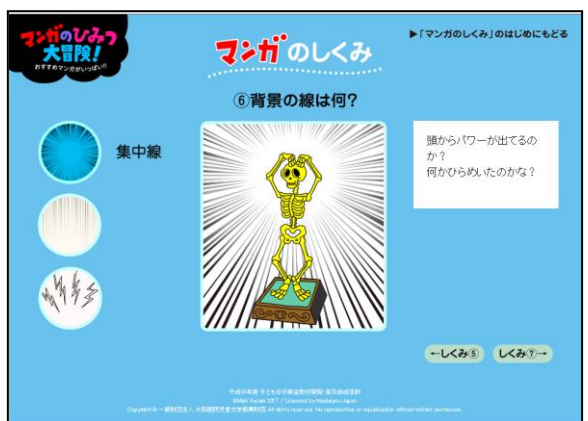 マンガのひみつ
大冒険!
おすすめマンガがいっぱい!!
マンガのしくみ
▶「マンガのしくみ」のはじめにもどる
⑥背景の線は何?
集中線
頭からパワーが出てるの
か?
何かひらめいたのかな?
←しくみ⑤
しくみ⑦→